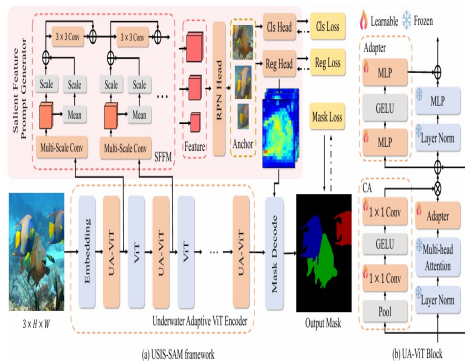 Salient Feature
Prompt Generator
3 × 3 Conv
3 × 3 Conv
Scale
Scale
Scale
Scale
Mean
Mean
Multi-Scale Conv
Multi-Scale Conv
SFFM
Feature
RPN Head
Anchor
Cls Head
Reg Head
Cls Loss
Reg Loss
Mask Loss
3 × H × W
Embedding
UA-ViT
ViT
UA-ViT
ViT
UA-ViT
Underwater Adaptive ViT Encoder
Mask Decode
Output Mask
(a) USIS-SAM framework
Learnable
Frozen
Adapter
MLP
GELU
MLP
MLP
Layer Norm
CA
1 × 1 Conv
GELU
1 × 1 Conv
Pool
Adapter
Multi-head
Attention
Layer Norm
(b) UA-ViT Block